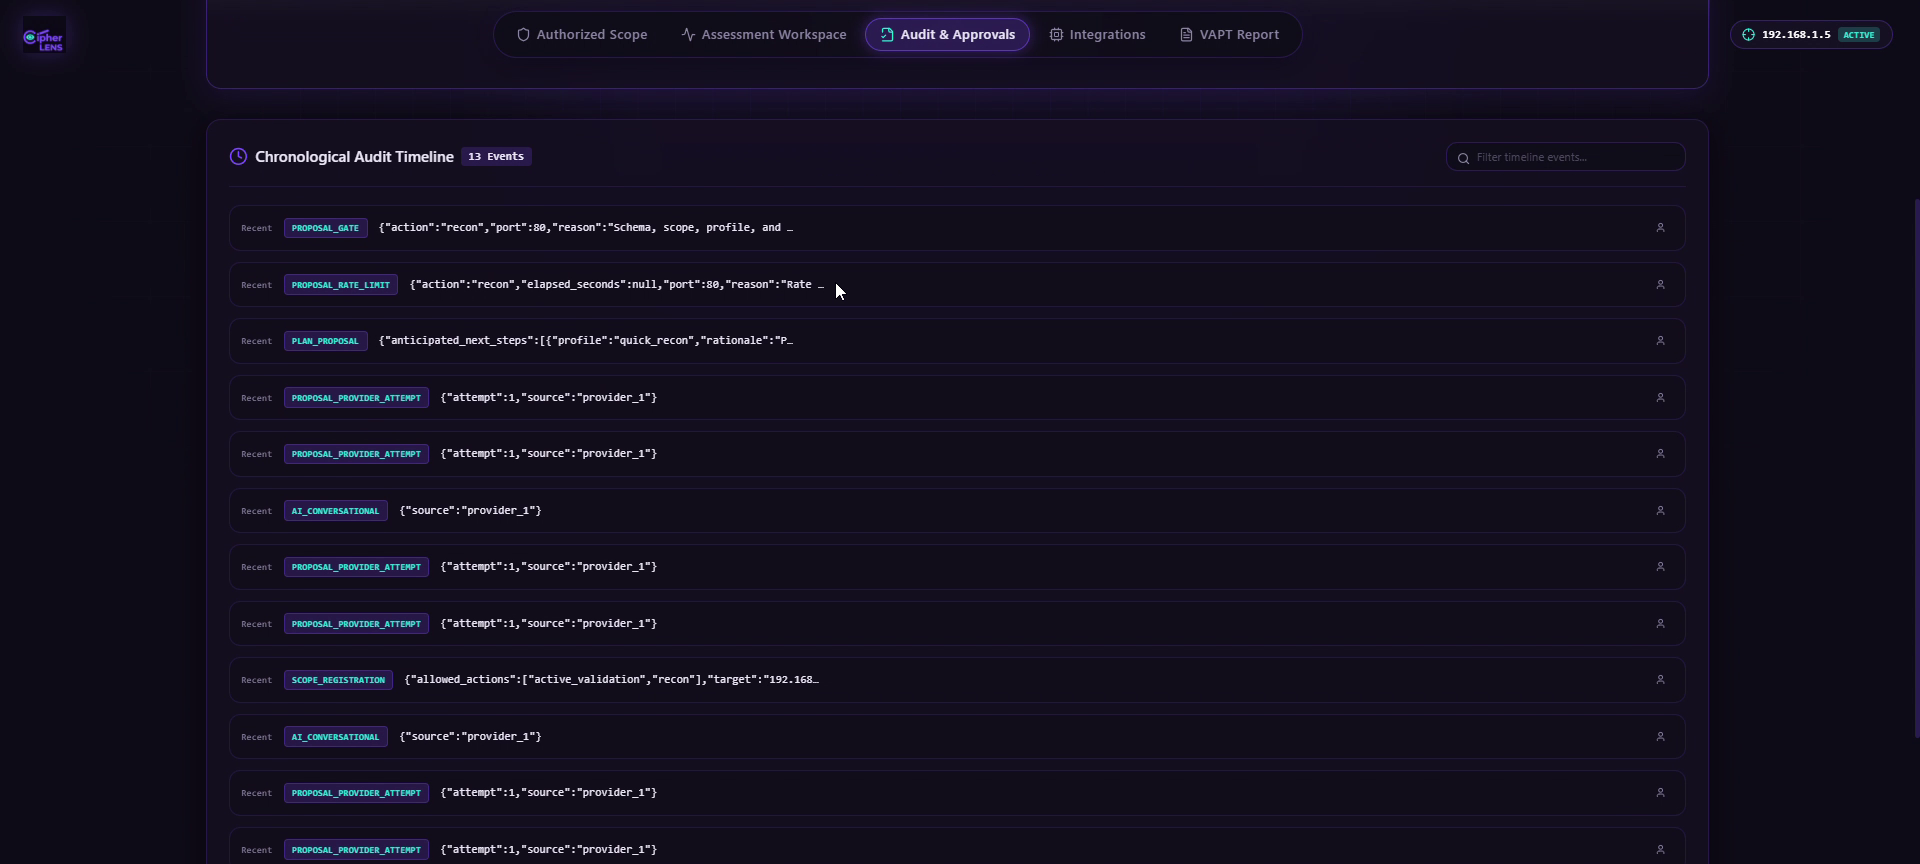 Cipher
LENS
Authorized Scope
Assessment Workspace
Audit & Approvals
Integrations
VAPT Report
192.168.1.5 ACTIVE
Chronological Audit Timeline 13 Events
Filter timeline events...
Recent PROPOSAL_GATE {"action":"recon","port":80,"reason":"Schema, scope, profile, and …
Recent PROPOSAL_RATE_LIMIT {"action":"recon","elapsed_seconds":null,"port":80,"reason":"Rate …
Recent PLAN_PROPOSAL {"anticipated_next_steps":[{"profile":"quick_recon","rationale":"P…
Recent PROPOSAL_PROVIDER_ATTEMPT {"attempt":1,"source":"provider_1"}
Recent PROPOSAL_PROVIDER_ATTEMPT {"attempt":1,"source":"provider_1"}
Recent AI_CONVERSATIONAL {"source":"provider_1"}
Recent PROPOSAL_PROVIDER_ATTEMPT {"attempt":1,"source":"provider_1"}
Recent PROPOSAL_PROVIDER_ATTEMPT {"attempt":1,"source":"provider_1"}
Recent SCOPE_REGISTRATION {"allowed_actions":["active_validation","recon"],"target":"192.168…
Recent AI_CONVERSATIONAL {"source":"provider_1"}
Recent PROPOSAL_PROVIDER_ATTEMPT {"attempt":1,"source":"provider_1"}
Recent PROPOSAL_PROVIDER_ATTEMPT {"attempt":1,"source":"provider_1"}